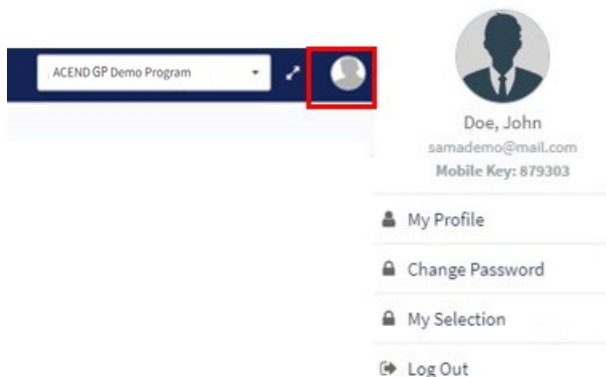 ACEND GP Demo Program
Doe, John
samademo@mail.com
Mobile Key: 879303
My Profile
Change Password
My Selection
Log Out